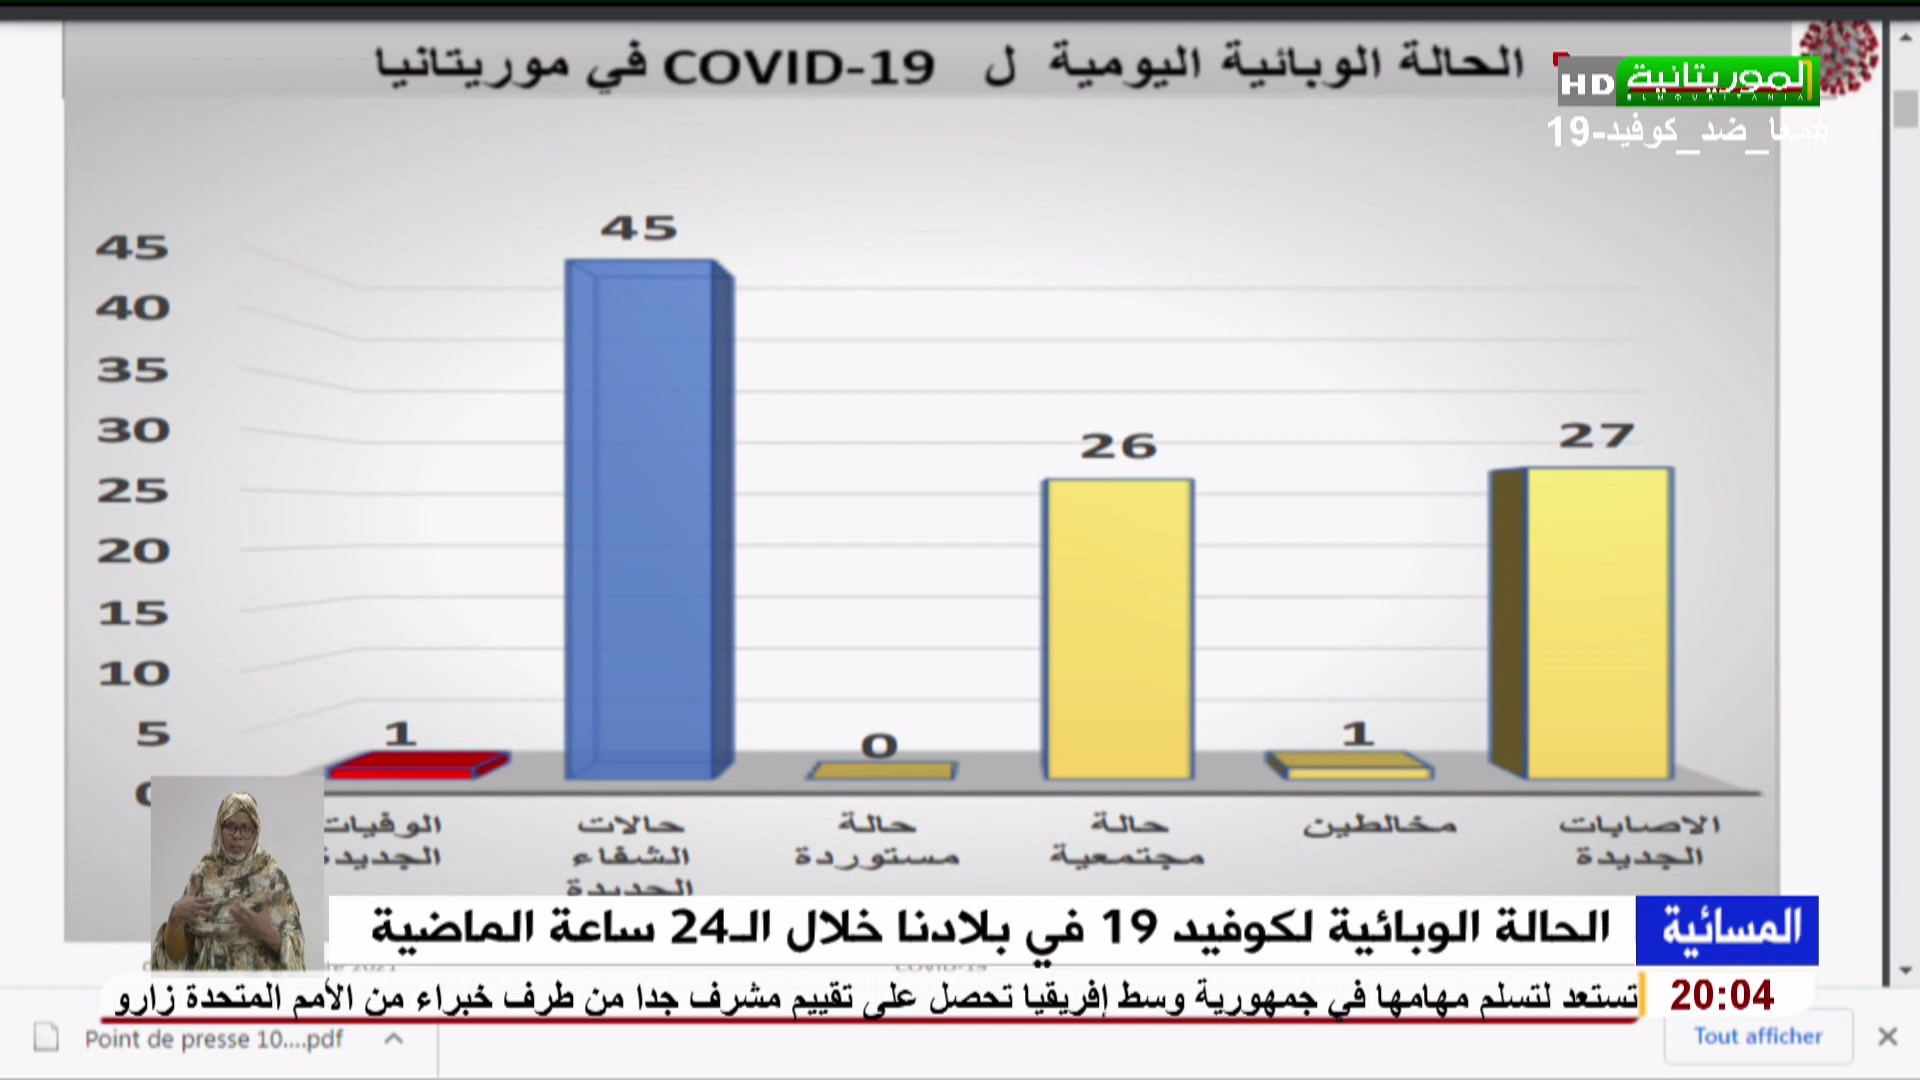 الحالة الوبائية اليومية ل COVID-19 في موريتانيا
HD الموريتانية
ELMOURITANIA
#معا_ضد_كوفيد-19
45
40
35
30
25
20
15
10
5
0
1
45
0
26
1
27
الوفيات الجديدة
حالات الشفاء الجديدة
حالة مستوردة
حالة مجتمعية
مخالطين
الاصابات الجديدة
المسائية
الحالة الوبائية لكوفيد 19 في بلادنا خلال الـ24 ساعة الماضية
20:04
تستعد لتسلم مهامها في جمهورية وسط إفريقيا تحصل على تقييم مشرف جدا من طرف خبراء من الأمم المتحدة زارو
Point de presse 10....pdf
Tout afficher